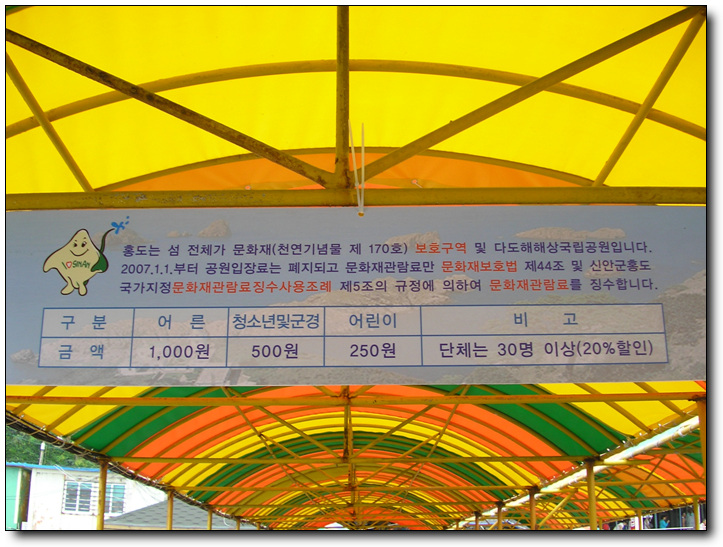 홍도는 섬 전체가 문화재(천연기념물 제 170호) 보호구역 및 다도해해상국립공원입니다.
2007.1.1.부터 공원입장료는 폐지되고 문화재관람료만 문화재보호법 제44조 및 신안군홍도
국가지정문화재관람료징수사용조례 제5조의 규정에 의하여 문화재관람료를 징수합니다.
구 분 어 른 청소년및군경 어린이 비 고
금 액 1,000원 500원 250원 단체는 30명 이상(20%할인)